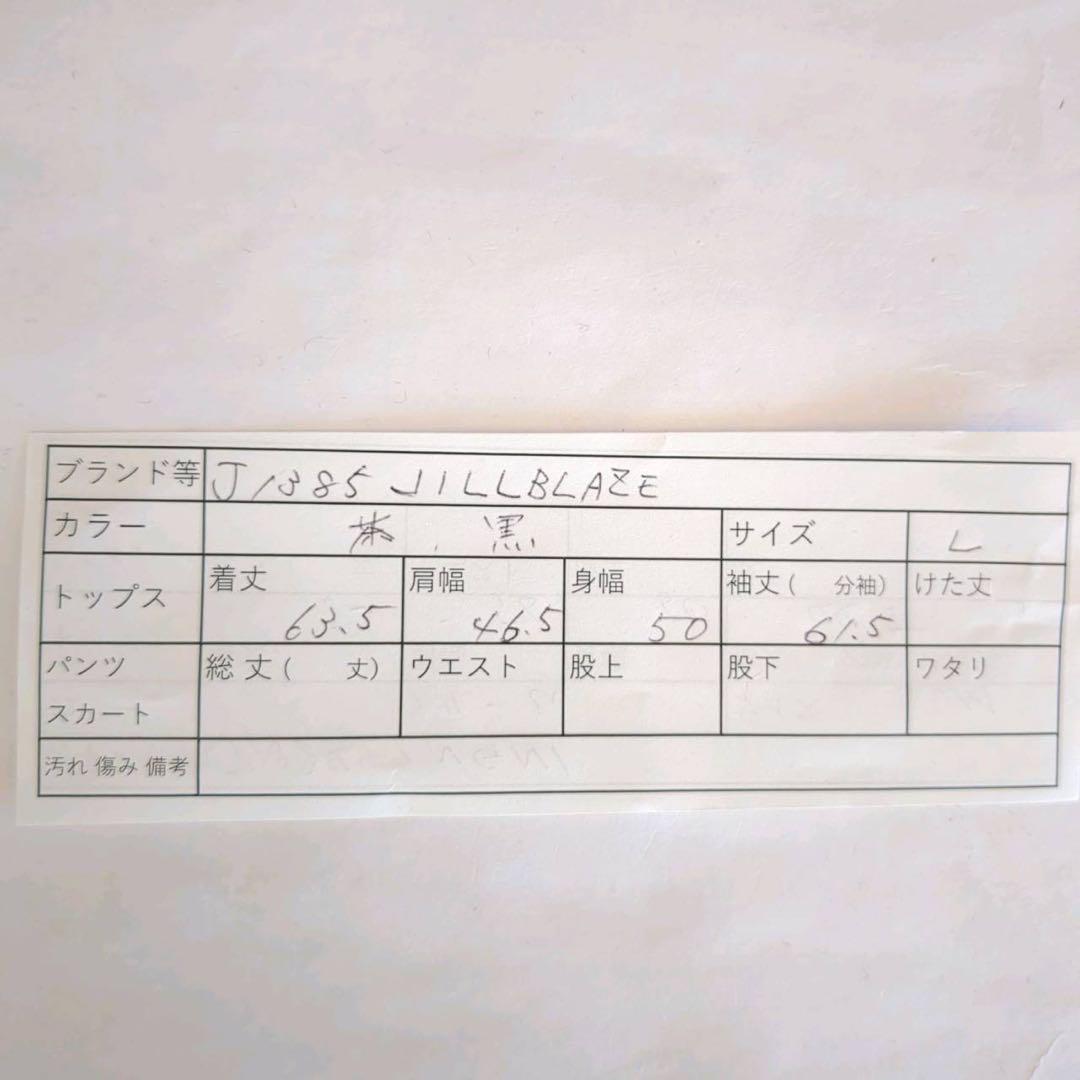 ブランド等 J1385 JILLBLAZE
カラー 茶、黒 サイズ L
トップス 着丈 63.5 肩幅 46.5 身幅 50 袖丈( 分袖) 61.5 けた丈
パンツ スカート 総丈( 丈) ウエスト 股上 股下 ワタリ
汚れ 傷み 備考